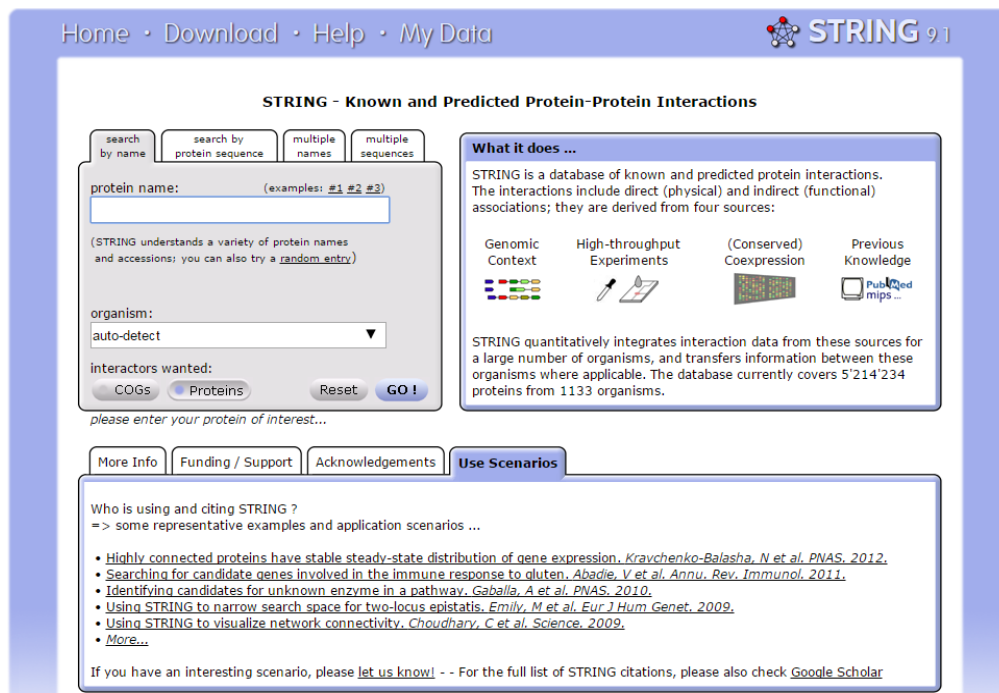 Home · Download · Help · My Data
STRING 9.1
STRING - Known and Predicted Protein-Protein Interactions
search
by name
search by
protein sequence
multiple
names
multiple
sequences
protein name:
(examples: #1 #2 #3)
(STRING understands a variety of protein names
and accessions; you can also try a random entry)
organism:
auto-detect
interactors wanted:
COGs
Proteins
Reset
GO !
please enter your protein of interest...
What it does ...
STRING is a database of known and predicted protein interactions.
The interactions include direct (physical) and indirect (functional)
associations; they are derived from four sources:
Genomic
Context
High-throughput
Experiments
(Conserved)
Coexpression
Previous
Knowledge
PubMed
mips ...
STRING quantitatively integrates interaction data from these sources for
a large number of organisms, and transfers information between these
organisms where applicable. The database currently covers 5'214'234
proteins from 1133 organisms.
More Info
Funding / Support
Acknowledgements
Use Scenarios
Who is using and citing STRING ?
=> some representative examples and application scenarios ...
• Highly connected proteins have stable steady-state distribution of gene expression. Kravchenko-Balasha, N et al. PNAS. 2012.
• Searching for candidate genes involved in the immune response to gluten. Abadie, V et al. Annu. Rev. Immunol. 2011.
• Identifying candidates for unknown enzyme in a pathway. Gaballa, A et al. PNAS. 2010.
• Using STRING to narrow search space for two-locus epistatis. Emily, M et al. Eur J Hum Genet. 2009.
• Using STRING to visualize network connectivity. Choudhary, C et al. Science. 2009.
• More...
If you have an interesting scenario, please let us know! - - For the full list of STRING citations, please also check Google Scholar